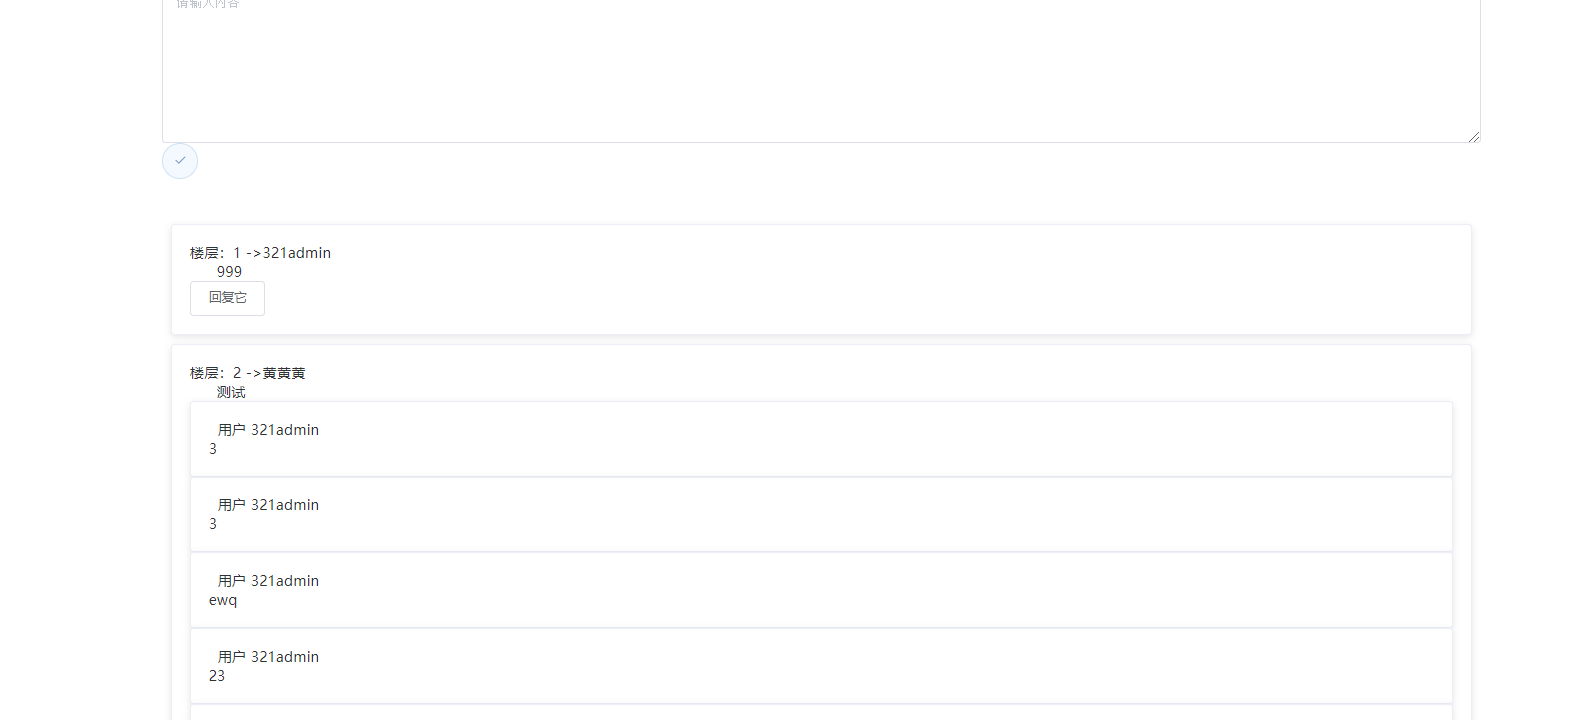 请输入内容
楼层：1 ->321admin
999
回复它
楼层：2 ->黄黄黄
测试
用户 321admin
3
用户 321admin
3
用户 321admin
ewq
用户 321admin
23